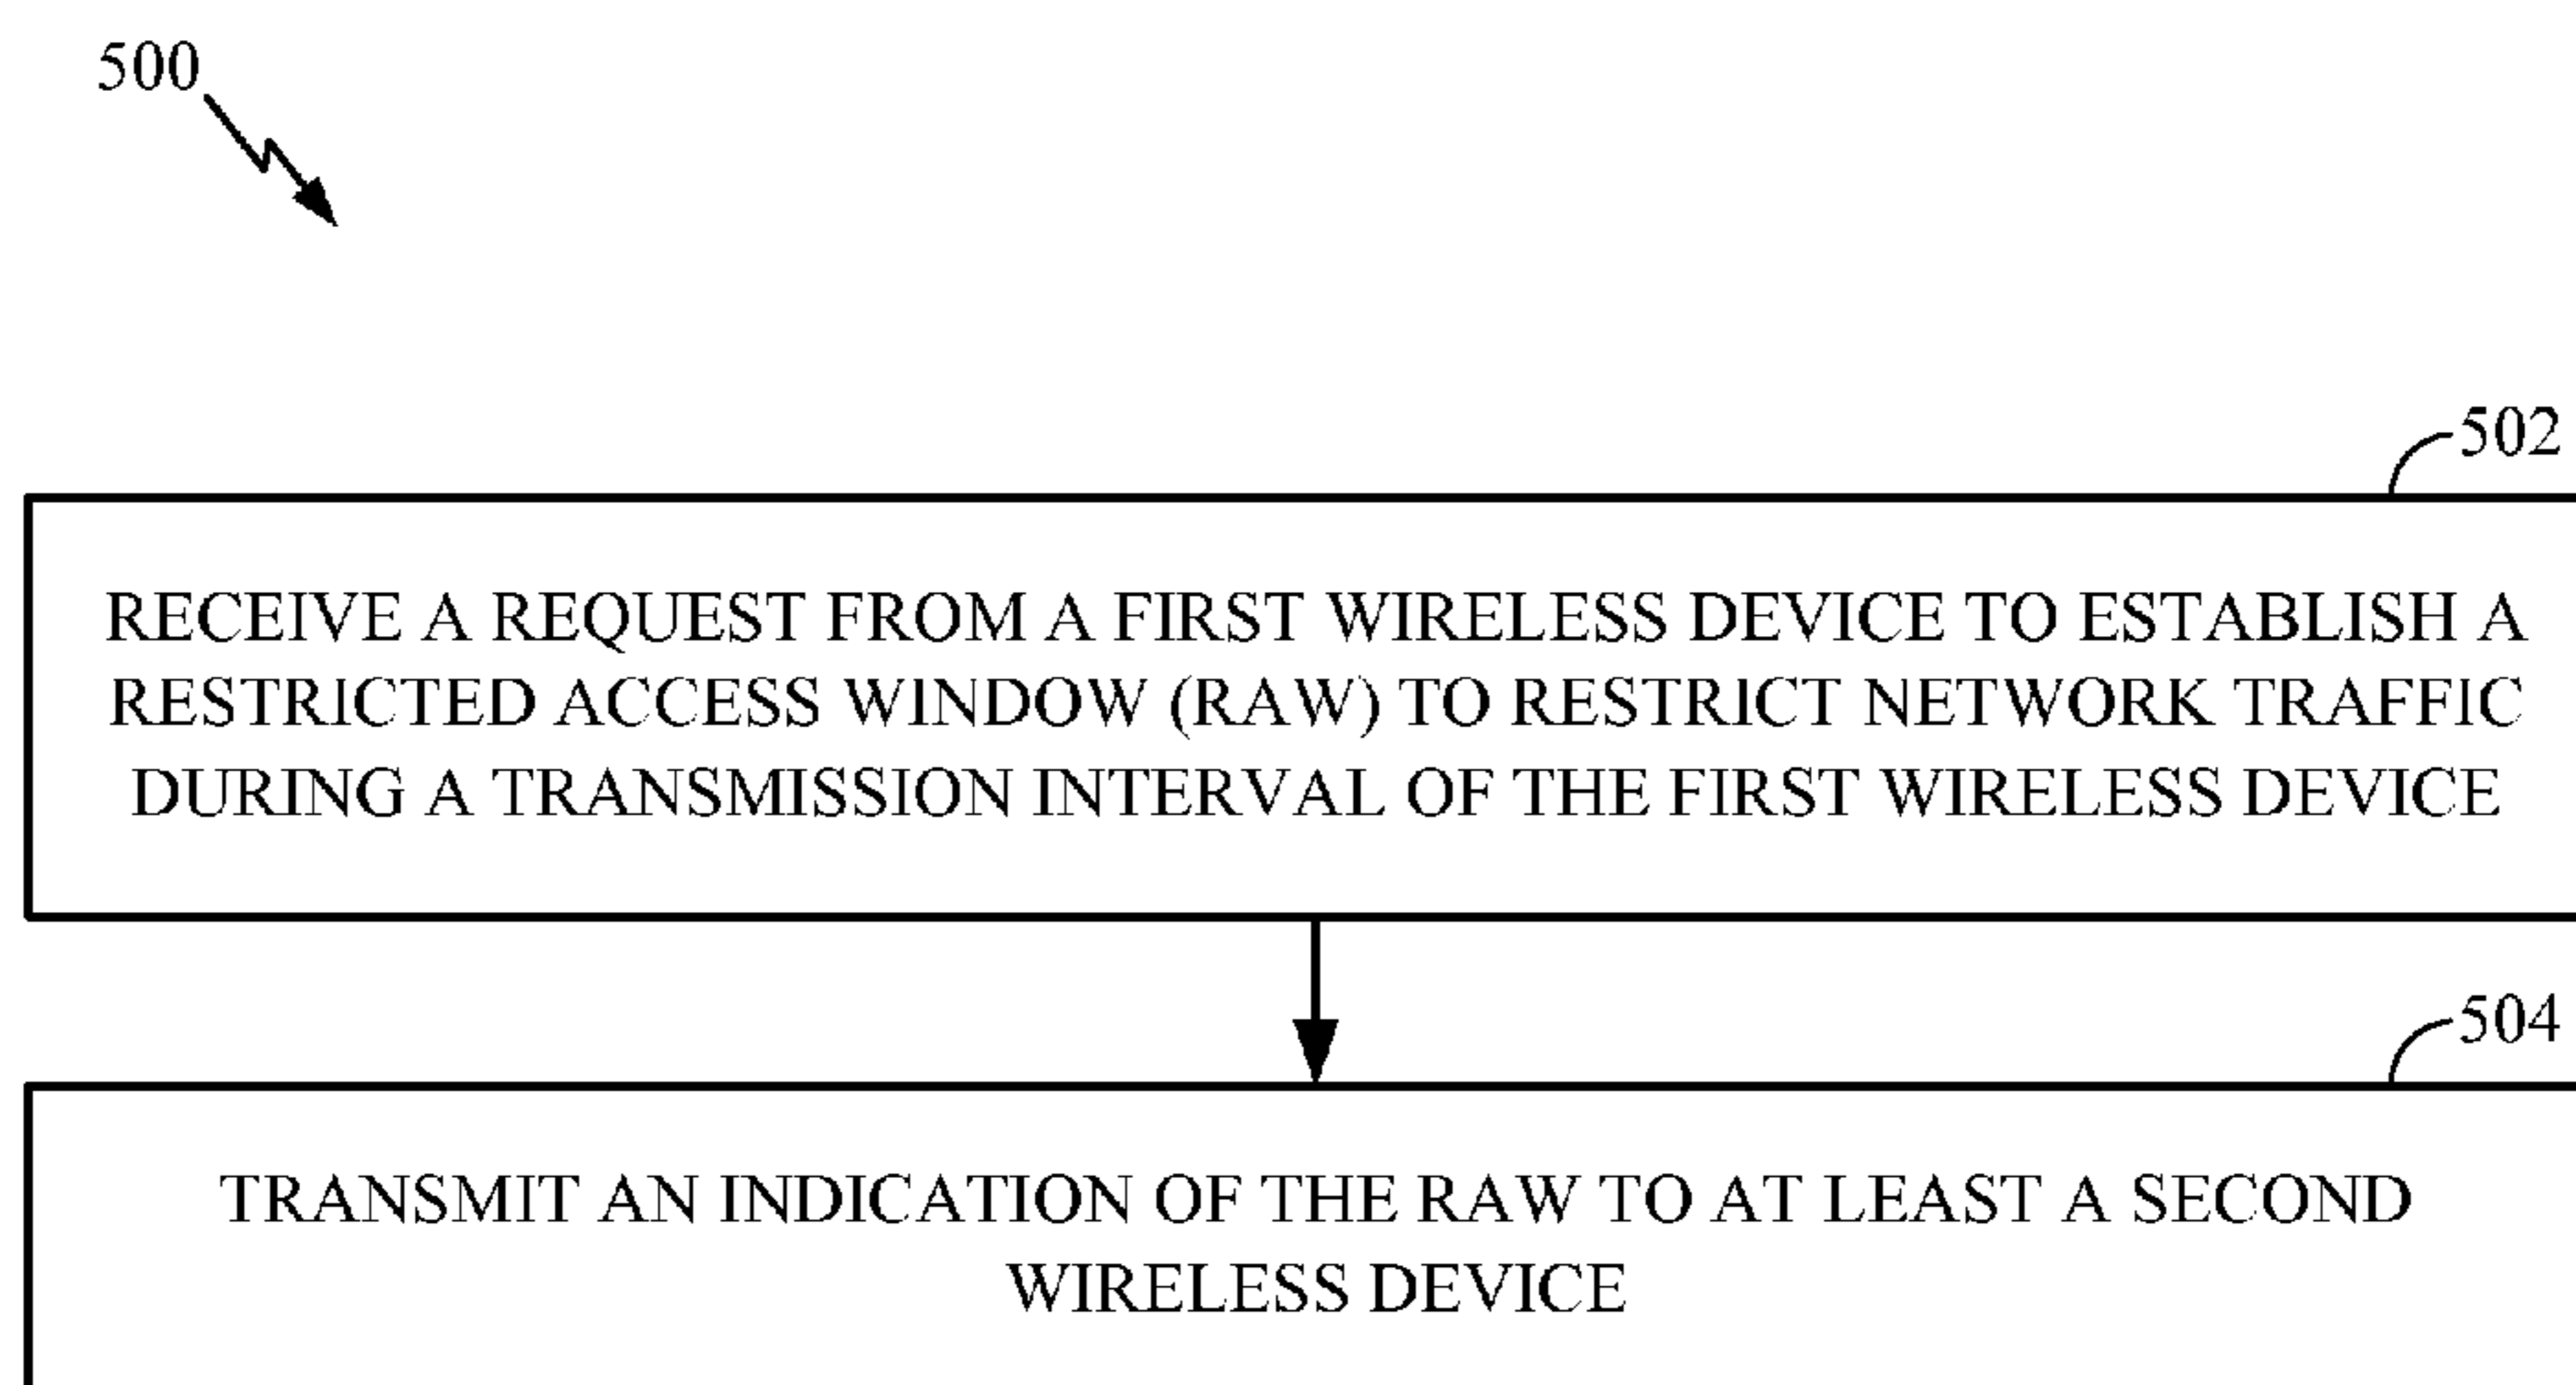 500
502
RECEIVE A REQUEST FROM A FIRST WIRELESS DEVICE TO ESTABLISH A
RESTRICTED ACCESS WINDOW (RAW) TO RESTRICT NETWORK TRAFFIC
DURING A TRANSMISSION INTERVAL OF THE FIRST WIRELESS DEVICE
504
TRANSMIT AN INDICATION OF THE RAW TO AT LEAST A SECOND
WIRELESS DEVICE